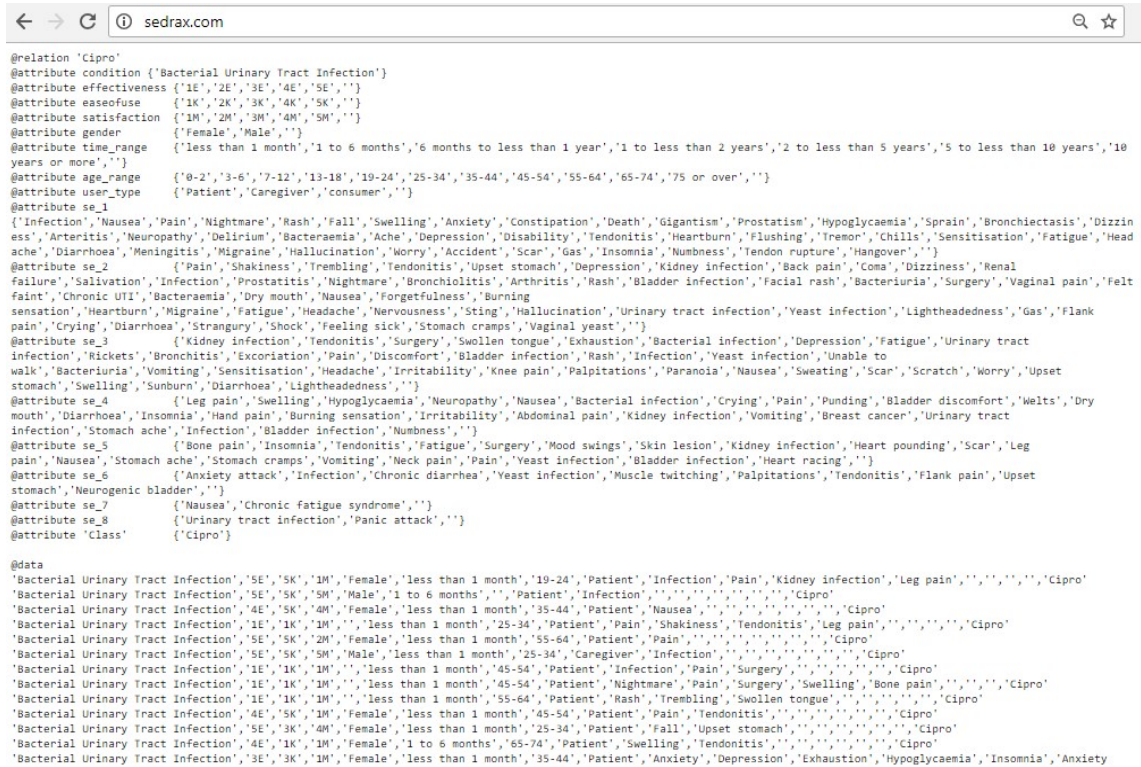 sedrax.com
@relation 'Cipro'
@attribute condition {'Bacterial Urinary Tract Infection'}
@attribute effectiveness {'1E','2E','3E','4E','5E',''}
@attribute easeofuse {'1K','2K','3K','4K','5K',''}
@attribute satisfaction {'1M','2M','3M','4M','5M',''}
@attribute gender {'Female','Male',''}
@attribute time_range {'less than 1 month','1 to 6 months','6 months to less than 1 year','1 to less than 2 years','2 to less than 5 years','5 to less than 10 years','10
years or more',''}
@attribute age_range {'0-2','3-6','7-12','13-18','19-24','25-34','35-44','45-54','55-64','65-74','75 or over',''}
@attribute user_type {'Patient','Caregiver','consumer',''}
@attribute se_1
{'Infection','Nausea','Pain','Nightmare','Rash','Fall','Swelling','Anxiety','Constipation','Death','Gigantism','Prostatism','Hypoglycaemia','Sprain','Bronchiectasis','Dizzin
ess','Arteritis','Neuropathy','Delirium','Bacteraemia','Ache','Depression','Disability','Tendonitis','Heartburn','Flushing','Tremor','Chills','Sensitisation','Fatigue','Head
ache','Diarrhoea','Meningitis','Migraine','Hallucination','Worry','Accident','Scar','Gas','Insomnia','Numbness','Tendon rupture','Hangover',''}
@attribute se_2 {'Pain','Shakiness','Trembling','Tendonitis','Upset stomach','Depression','Kidney infection','Back pain','Coma','Dizziness','Renal
failure','Salivation','Infection','Prostatitis','Nightmare','Bronchiolitis','Arthritis','Rash','Bladder infection','Facial rash','Bacteriuria','Surgery','Vaginal pain','Felt
faint','Chronic UTI','Bacteraemia','Dry mouth','Nausea','Forgetfulness','Burning
sensation','Heartburn','Migraine','Fatigue','Headache','Nervousness','Sting','Hallucination','Urinary tract infection','Yeast infection','Lightheadedness','Gas','Flank
pain','Crying','Diarrhoea','Strangury','Shock','Feeling sick','Stomach cramps','Vaginal yeast',''}
@attribute se_3 {'Kidney infection','Tendonitis','Surgery','Swollen tongue','Exhaustion','Bacterial infection','Depression','Fatigue','Urinary tract
infection','Rickets','Bronchitis','Excoriation','Pain','Discomfort','Bladder infection','Rash','Infection','Yeast infection','Unable to
walk','Bacteriuria','Vomiting','Sensitisation','Headache','Irritability','Knee pain','Palpitations','Paranoia','Nausea','Sweating','Scar','Scratch','Worry','Upset
stomach','Swelling','Sunburn','Diarrhoea','Lightheadedness',''}
@attribute se_4 {'Leg pain','Swelling','Hypoglycaemia','Neuropathy','Nausea','Bacterial infection','Crying','Pain','Punding','Bladder discomfort','Welts','Dry
mouth','Diarrhoea','Insomnia','Hand pain','Burning sensation','Irritability','Abdominal pain','Kidney infection','Vomiting','Breast cancer','Urinary tract
infection','Stomach ache','Infection','Bladder infection','Numbness',''}
@attribute se_5 {'Bone pain','Insomnia','Tendonitis','Fatigue','Surgery','Mood swings','Skin lesion','Kidney infection','Heart pounding','Scar','Leg
pain','Nausea','Stomach ache','Stomach cramps','Vomiting','Neck pain','Pain','Yeast infection','Bladder infection','Heart racing',''}
@attribute se_6 {'Anxiety attack','Infection','Chronic diarrhea','Yeast infection','Muscle twitching','Palpitations','Tendonitis','Flank pain','Upset
stomach','Neurogenic bladder',''}
@attribute se_7 {'Nausea','Chronic fatigue syndrome',''}
@attribute se_8 {'Urinary tract infection','Panic attack',''}
@attribute 'Class' {'Cipro'}
@data
'Bacterial Urinary Tract Infection','5E','5K','1M','Female','less than 1 month','19-24','Patient','Infection','Pain','Kidney infection','Leg pain','','','','','Cipro'
'Bacterial Urinary Tract Infection','5E','5K','5M','Male','1 to 6 months','','Patient','Infection','','','','','','','','Cipro'
'Bacterial Urinary Tract Infection','4E','5K','4M','Female','less than 1 month','35-44','Patient','Nausea','','','','','','','','Cipro'
'Bacterial Urinary Tract Infection','1E','1K','1M','','less than 1 month','25-34','Patient','Pain','Shakiness','Tendonitis','Leg pain','','','','','Cipro'
'Bacterial Urinary Tract Infection','5E','5K','2M','Female','less than 1 month','55-64','Patient','Pain','','','','','','','','Cipro'
'Bacterial Urinary Tract Infection','5E','5K','5M','Male','less than 1 month','25-34','Caregiver','Infection','','','','','','','','Cipro'
'Bacterial Urinary Tract Infection','1E','1K','1M','','less than 1 month','45-54','Patient','Infection','Pain','Surgery','','','','','','Cipro'
'Bacterial Urinary Tract Infection','1E','1K','1M','','less than 1 month','45-54','Patient','Nightmare','Pain','Surgery','Swelling','Bone pain','','','','Cipro'
'Bacterial Urinary Tract Infection','1E','1K','1M','','less than 1 month','55-64','Patient','Rash','Trembling','Swollen tongue','','','','','','Cipro'
'Bacterial Urinary Tract Infection','4E','5K','1M','Female','less than 1 month','45-54','Patient','Pain','Tendonitis','','','','','','','Cipro'
'Bacterial Urinary Tract Infection','5E','3K','4M','Female','less than 1 month','25-34','Patient','Fall','Upset stomach','','','','','','','Cipro'
'Bacterial Urinary Tract Infection','4E','1K','1M','Female','1 to 6 months','65-74','Patient','Swelling','Tendonitis','','','','','','','Cipro'
'Bacterial Urinary Tract Infection','3E','3K','1M','Female','less than 1 month','35-44','Patient','Anxiety','Depression','Exhaustion','Hypoglycaemia','Insomnia','Anxiety